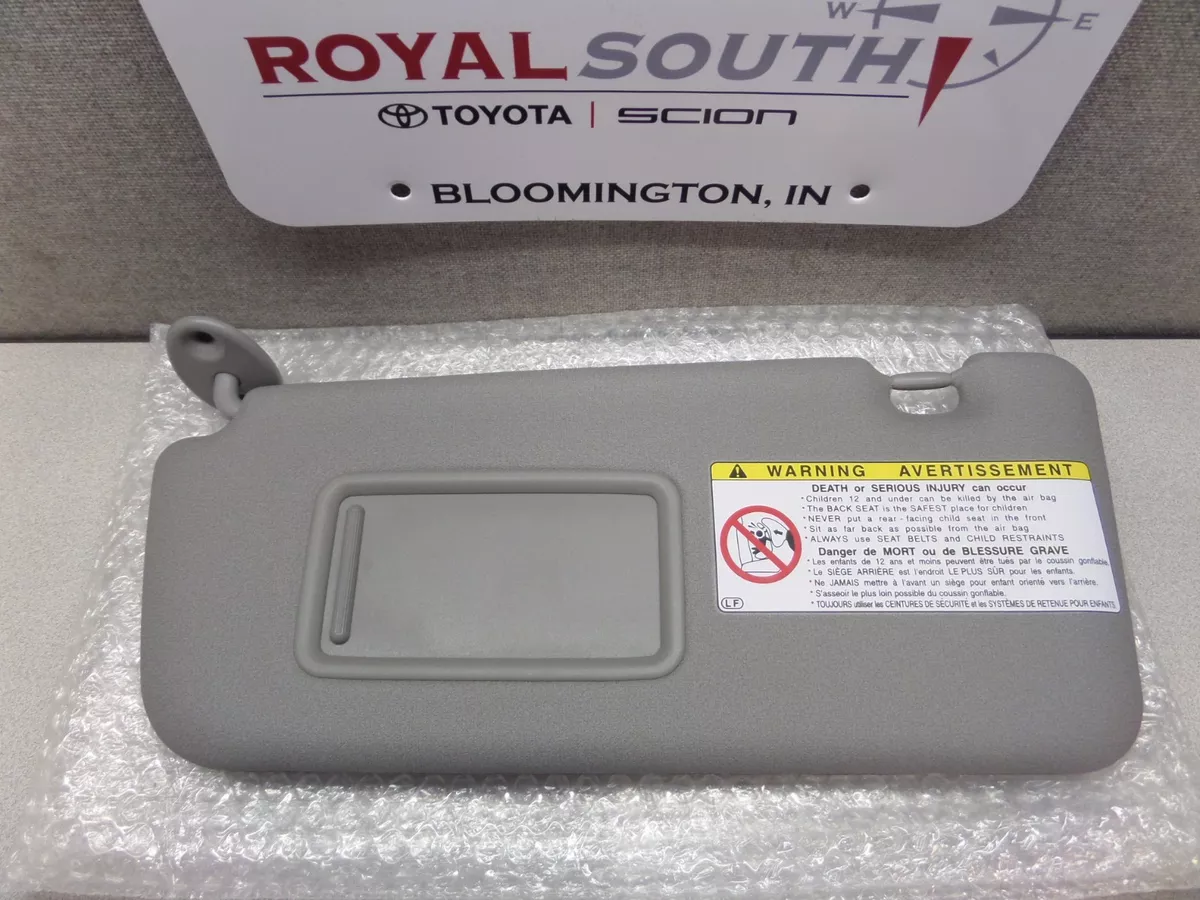 W E
ROYAL SOUTH
TOYOTA | SCION
BLOOMINGTON, IN
WARNING AVERTISSEMENT
DEATH or SERIOUS INJURY can occur
• Children 12 and under can be killed by the air bag
• The BACK SEAT is the SAFEST place for children
• NEVER put a rear-facing child seat in the front
• Sit as far back as possible from the air bag
• ALWAYS use SEAT BELTS and CHILD RESTRAINTS
Danger de MORT ou de BLESSURE GRAVE
• Les enfants de 12 ans et moins peuvent être tués par le coussin gonflable.
• Le SIÈGE ARRIÈRE est l'endroit LE PLUS SÛR pour les enfants.
• Ne JAMAIS mettre à l'avant un siège pour enfant orienté vers l'arrière.
• S'asseoir le plus loin possible du coussin gonflable.
• TOUJOURS utiliser les CEINTURES DE SÉCURITÉ et les SYSTÈMES DE RETENUE POUR ENFANTS
LF